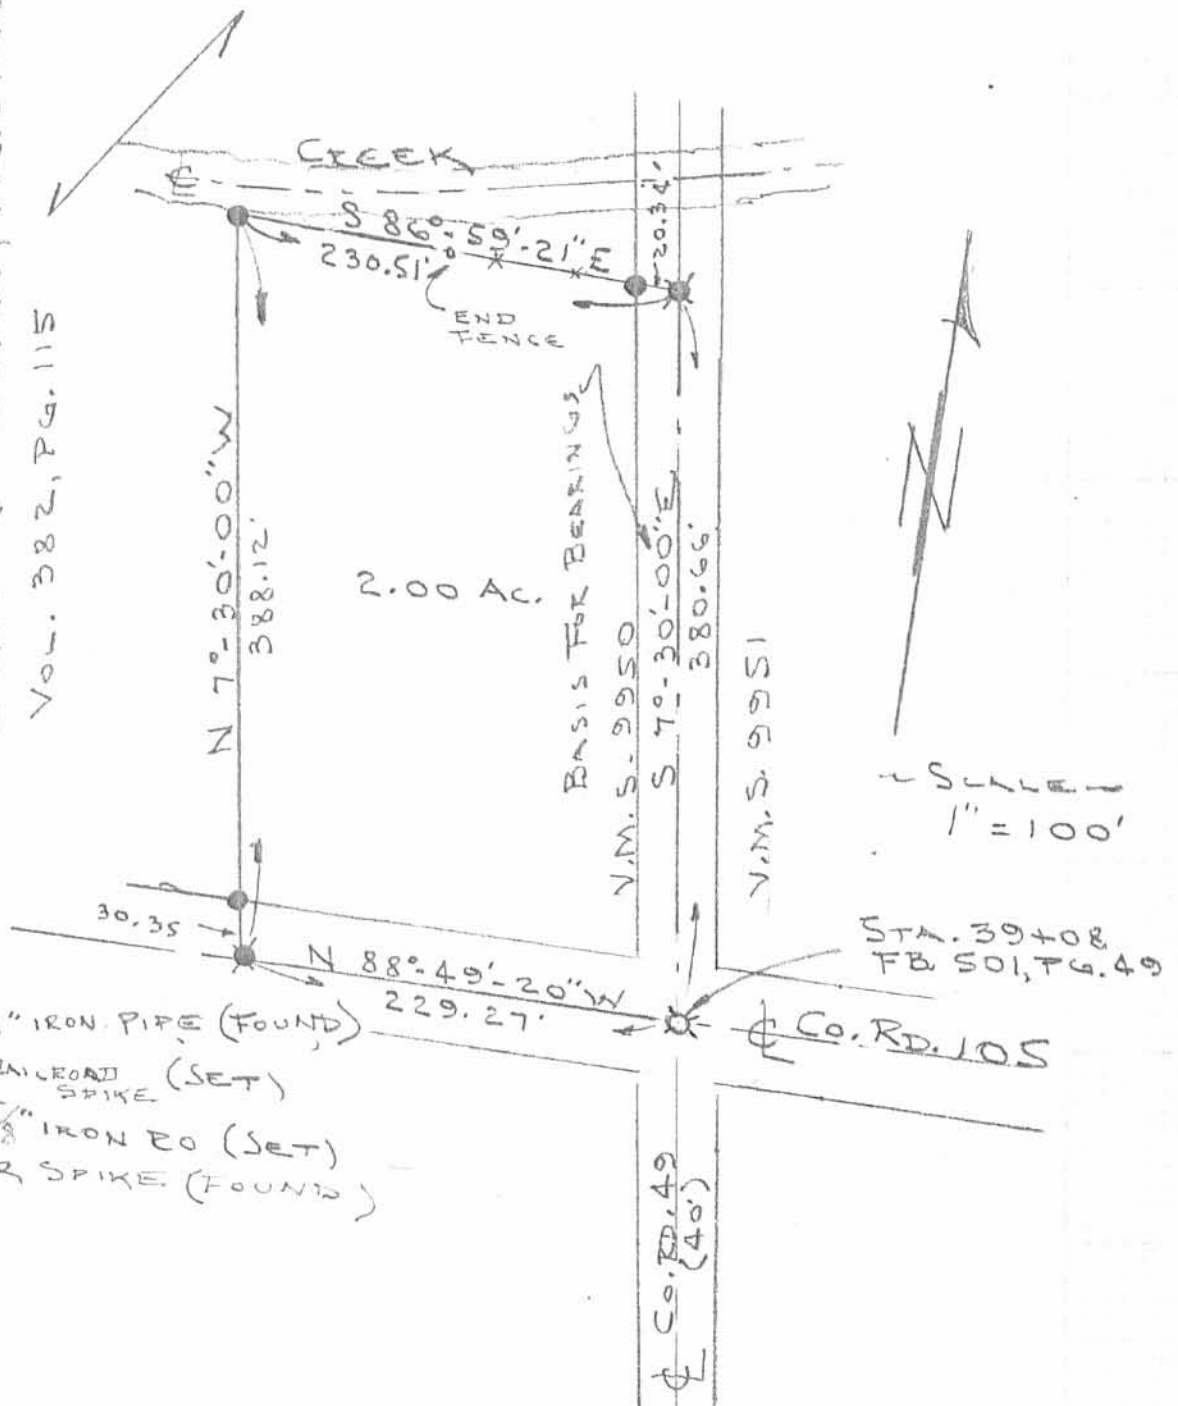 CREEK
℄
S 86°-59'-21" E
230.51'
20.34'
END
FENCE
VOL. 382, PG. 115
N 7°-30'-00" W
388.12'
2.00 AC.
BASIS FOR BEARINGS
V.M.S. 9950
S 7°-30'-00" E
380.66'
V.M.S. 9951
N
~ SCALE ~
1" = 100'
30.35
N 88°-49'-20" W
229.27'
STA. 39+08
FB. 501, PG. 49
℄ CO. RD. 105
" IRON PIPE (FOUND)
RAILROAD
SPIKE (SET)
" IRON RO (SET)
R SPIKE (FOUND)
℄ CO. RD. 49
(40')